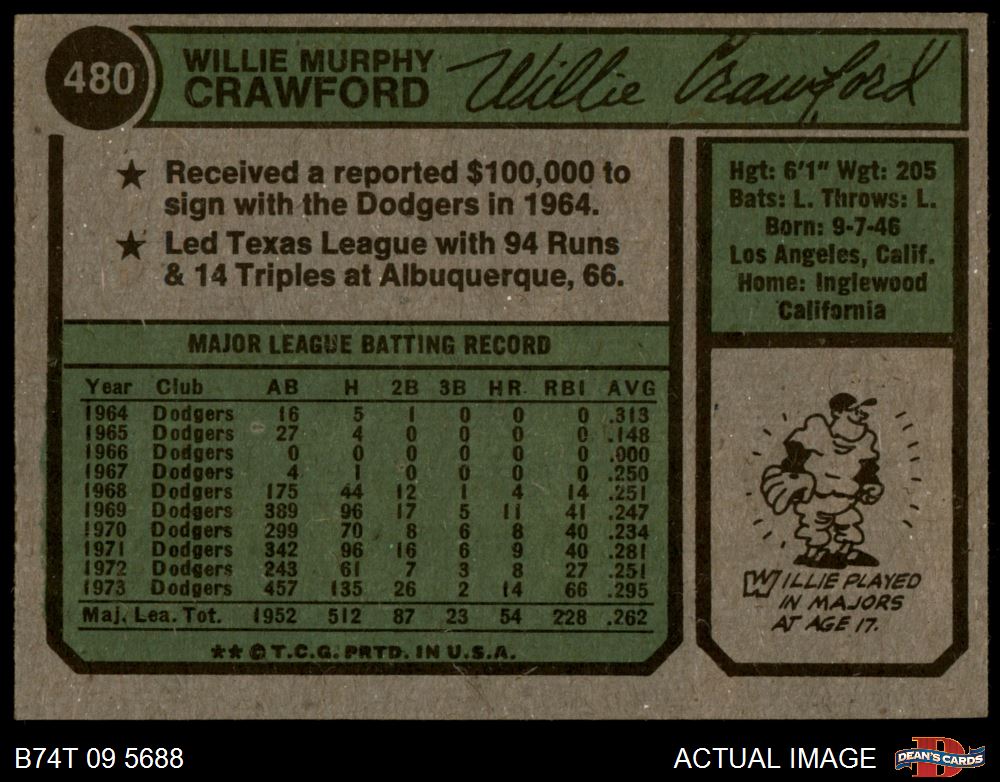 480
WILLIE MURPHY
CRAWFORD
Willie Crawford
★ Received a reported $100,000 to
sign with the Dodgers in 1964.
★ Led Texas League with 94 Runs
& 14 Triples at Albuquerque, 66.
Hgt: 6'1" Wgt: 205
Bats: L. Throws: L.
Born: 9-7-46
Los Angeles, Calif.
Home: Inglewood
California
MAJOR LEAGUE BATTING RECORD
Year Club AB H 2B 3B HR RBI AVG
1964 Dodgers 16 5 1 0 0 0 .313
1965 Dodgers 27 4 0 0 0 0 .148
1966 Dodgers 0 0 0 0 0 0 .000
1967 Dodgers 4 1 0 0 0 0 .250
1968 Dodgers 175 44 12 1 4 14 .251
1969 Dodgers 389 96 17 5 11 41 .247
1970 Dodgers 299 70 8 6 8 40 .234
1971 Dodgers 342 96 16 6 9 40 .281
1972 Dodgers 243 61 7 3 8 27 .251
1973 Dodgers 457 135 26 2 14 66 .295
Maj. Lea. Tot. 1952 512 87 23 54 228 .262
★★ © T.C.G. PRTD. IN U.S.A.
WILLIE PLAYED
IN MAJORS
AT AGE 17.
B74T 09 5688
ACTUAL IMAGE
D
DEAN'S CARDS